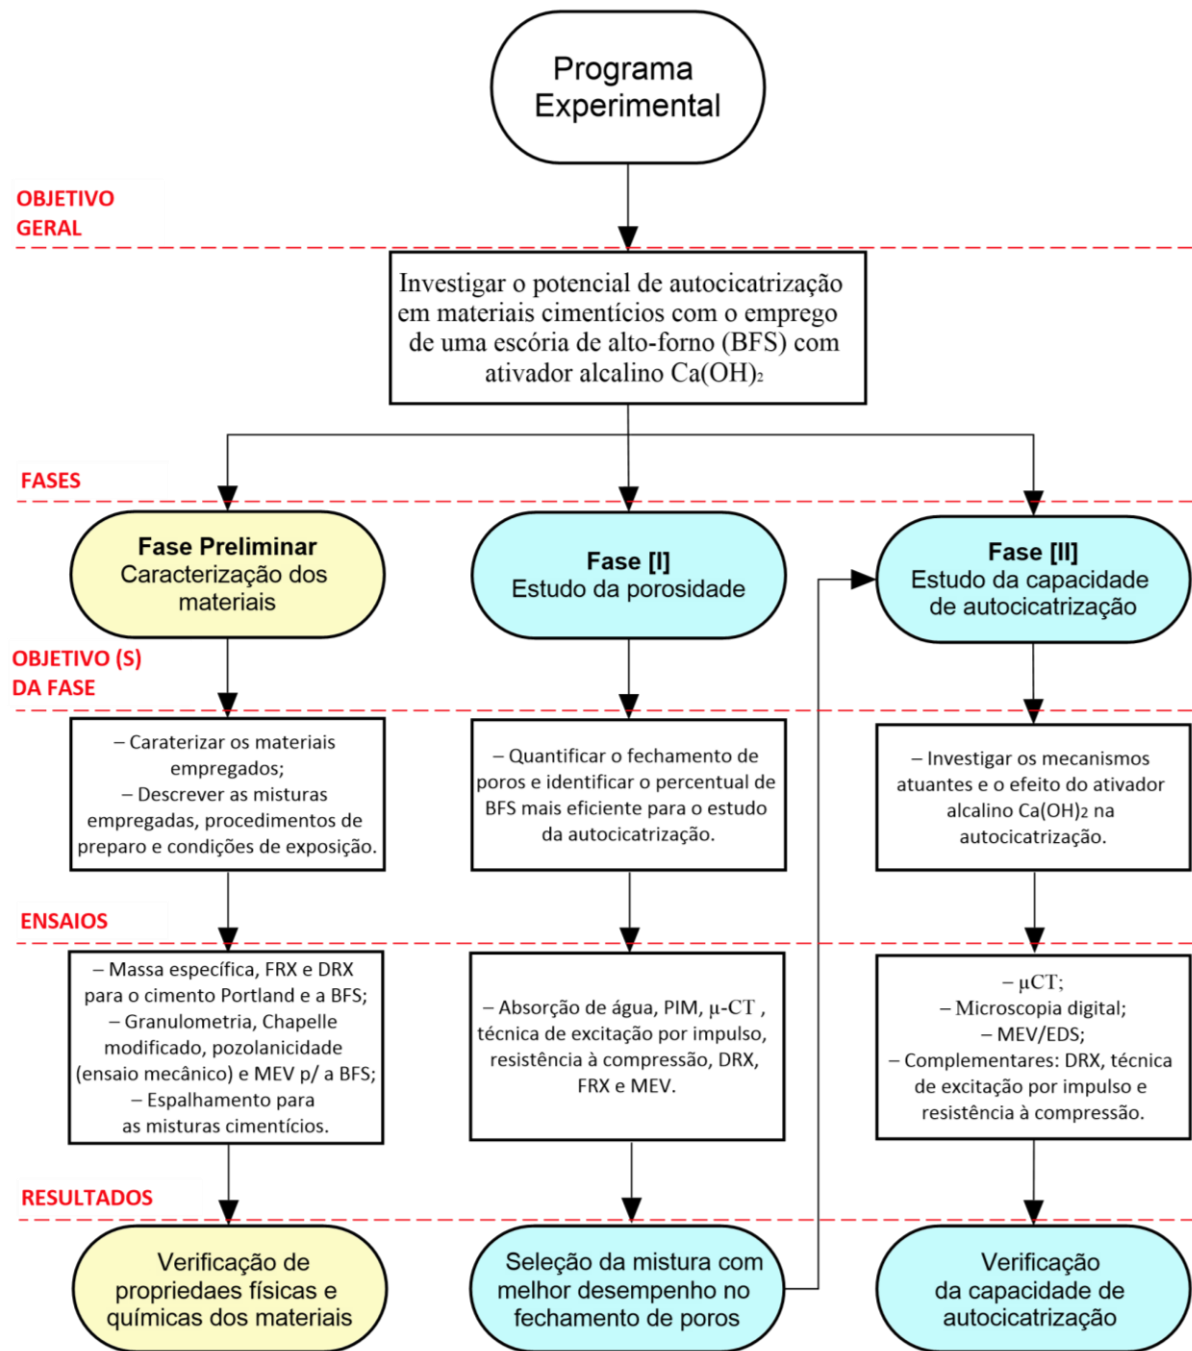 Programa
Experimental
OBJETIVO
GERAL
Investigar o potencial de autocicatrização
em materiais cimentícios com o emprego
de uma escória de alto-forno (BFS) com
ativador alcalino Ca(OH)₂
FASES
Fase Preliminar
Caracterização dos
materiais
Fase [I]
Estudo da porosidade
Fase [II]
Estudo da capacidade
de autocicatrização
OBJETIVO (S)
DA FASE
– Caraterizar os materiais
empregados;
– Descrever as misturas
empregadas, procedimentos de
preparo e condições de exposição.
– Quantificar o fechamento de
poros e identificar o percentual de
BFS mais eficiente para o estudo
da autocicatrização.
– Investigar os mecanismos
atuantes e o efeito do ativador
alcalino Ca(OH)₂ na
autocicatrização.
ENSAIOS
– Massa específica, FRX e DRX
para o cimento Portland e a BFS;
– Granulometria, Chapelle
modificado, pozolanicidade
(ensaio mecânico) e MEV p/ a BFS;
– Espalhamento para
as misturas cimentícios.
– Absorção de água, PIM, µ-CT ,
técnica de excitação por impulso,
resistência à compressão, DRX,
FRX e MEV.
– µCT;
– Microscopia digital;
– MEV/EDS;
– Complementares: DRX, técnica
de excitação por impulso e
resistência à compressão.
RESULTADOS
Verificação de
propriedaes físicas e
químicas dos materiais
Seleção da mistura com
melhor desempenho no
fechamento de poros
Verificação
da capacidade de
autocicatrização